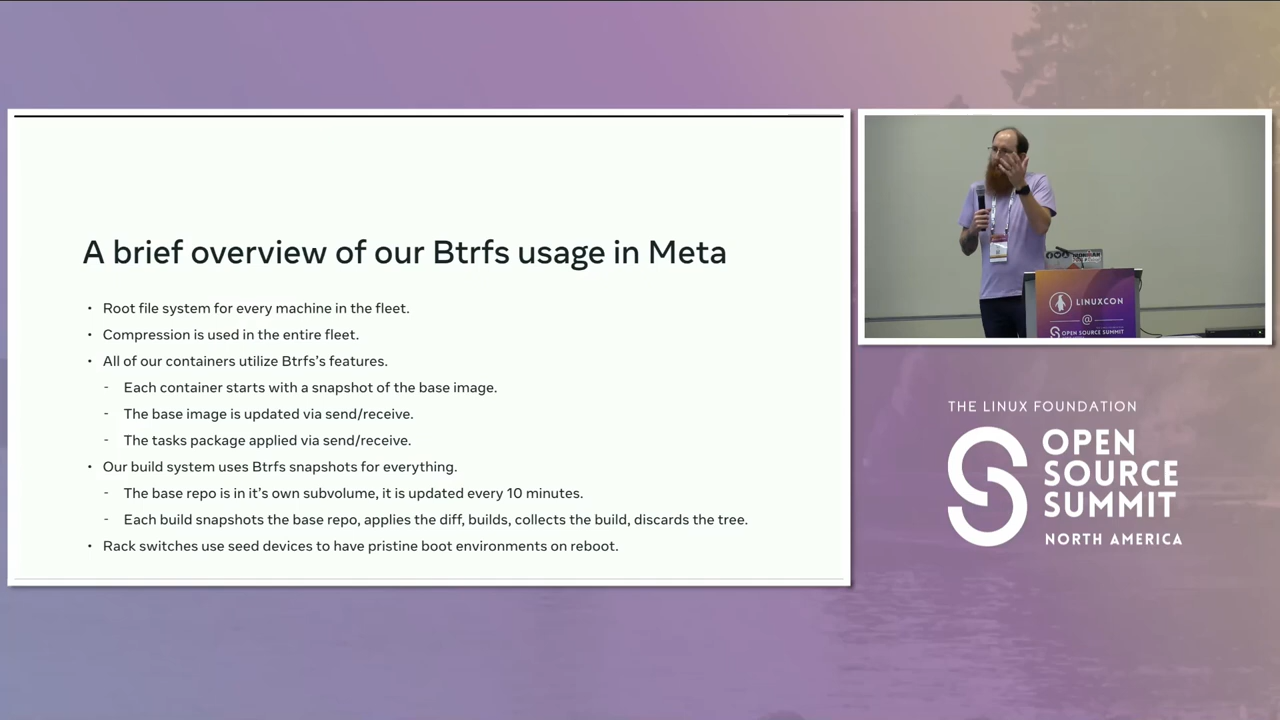 A brief overview of our Btrfs usage in Meta
• Root file system for every machine in the fleet.
• Compression is used in the entire fleet.
• All of our containers utilize Btrfs’s features.
- Each container starts with a snapshot of the base image.
- The base image is updated via send/receive.
- The tasks package applied via send/receive.
• Our build system uses Btrfs snapshots for everything.
- The base repo is in it’s own subvolume, it is updated every 10 minutes.
- Each build snapshots the base repo, applies the diff, builds, collects the build, discards the tree.
• Rack switches use seed devices to have pristine boot environments on reboot.
LINUXCON
@
OPEN SOURCE SUMMIT
THE LINUX FOUNDATION
OPEN
SOURCE
SUMMIT
NORTH AMERICA